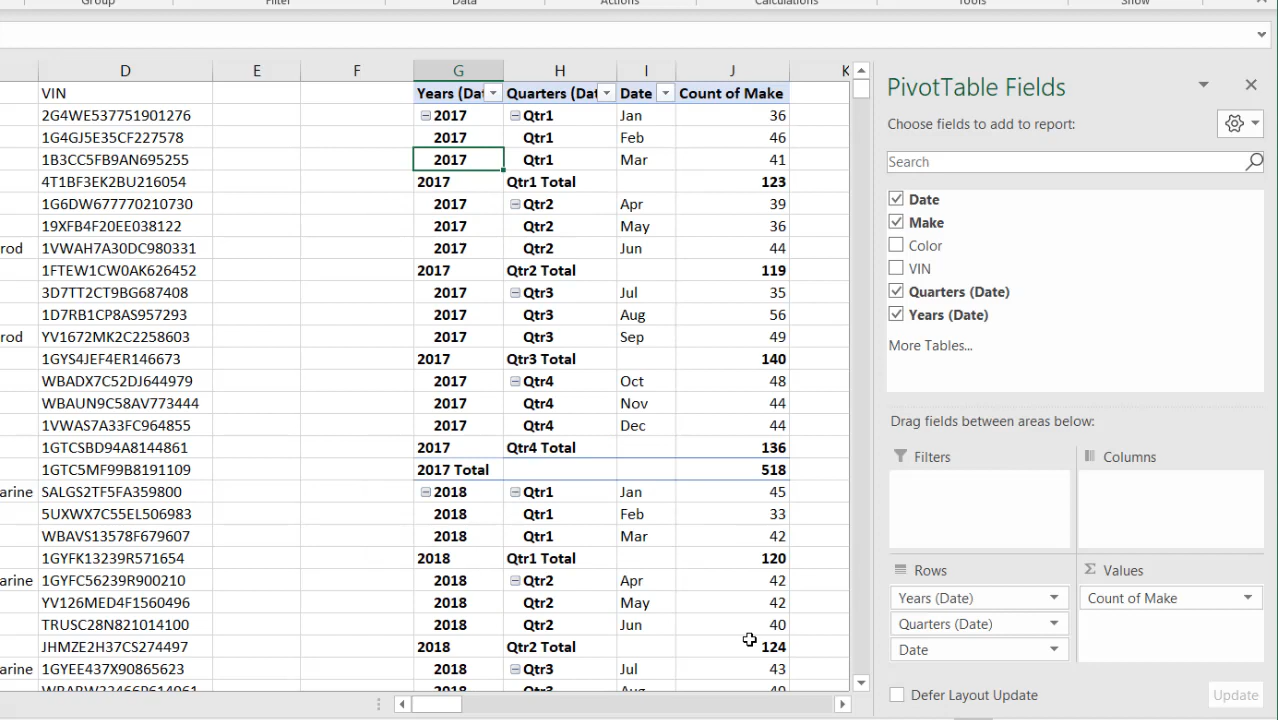 Group Filter Data Actions Calculations Tools Show
D E F G H I J K
VIN Years (Dat Quarters (Dat Date Count of Make
2G4WE537751901276 2017 Qtr1 Jan 36
1G4GJ5E35CF227578 2017 Qtr1 Feb 46
1B3CC5FB9AN695255 2017 Qtr1 Mar 41
4T1BF3EK2BU216054 2017 Qtr1 Total 123
1G6DW677770210730 2017 Qtr2 Apr 39
19XFB4F20EE038122 2017 Qtr2 May 36
rod 1VWAH7A30DC980331 2017 Qtr2 Jun 44
1FTEW1CW0AK626452 2017 Qtr2 Total 119
3D7TT2CT9BG687408 2017 Qtr3 Jul 35
1D7RB1CP8AS957293 2017 Qtr3 Aug 56
rod YV1672MK2C2258603 2017 Qtr3 Sep 49
1GYS4JEF4ER146673 2017 Qtr3 Total 140
WBADX7C52DJ644979 2017 Qtr4 Oct 48
WBAUN9C58AV773444 2017 Qtr4 Nov 44
1VWAS7A33FC964855 2017 Qtr4 Dec 44
1GTCSBD94A8144861 2017 Qtr4 Total 136
1GTC5MF99B8191109 2017 Total 518
arine SALGS2TF5FA359800 2018 Qtr1 Jan 45
5UXWX7C55EL506983 2018 Qtr1 Feb 33
WBAVS13578F679607 2018 Qtr1 Mar 42
1GYFK13239R571654 2018 Qtr1 Total 120
arine 1GYFC56239R900210 2018 Qtr2 Apr 42
YV126MED4F1560496 2018 Qtr2 May 42
TRUSC28N821014100 2018 Qtr2 Jun 40
JHMZE2H37CS274497 2018 Qtr2 Total 124
arine 1GYEE437X90865623 2018 Qtr3 Jul 43
2018 Qtr3 Aug
PivotTable Fields
Choose fields to add to report:
Search
Date
Make
Color
VIN
Quarters (Date)
Years (Date)
More Tables...
Drag fields between areas below:
Filters Columns
Rows Values
Years (Date) Count of Make
Quarters (Date)
Date
Defer Layout Update Update